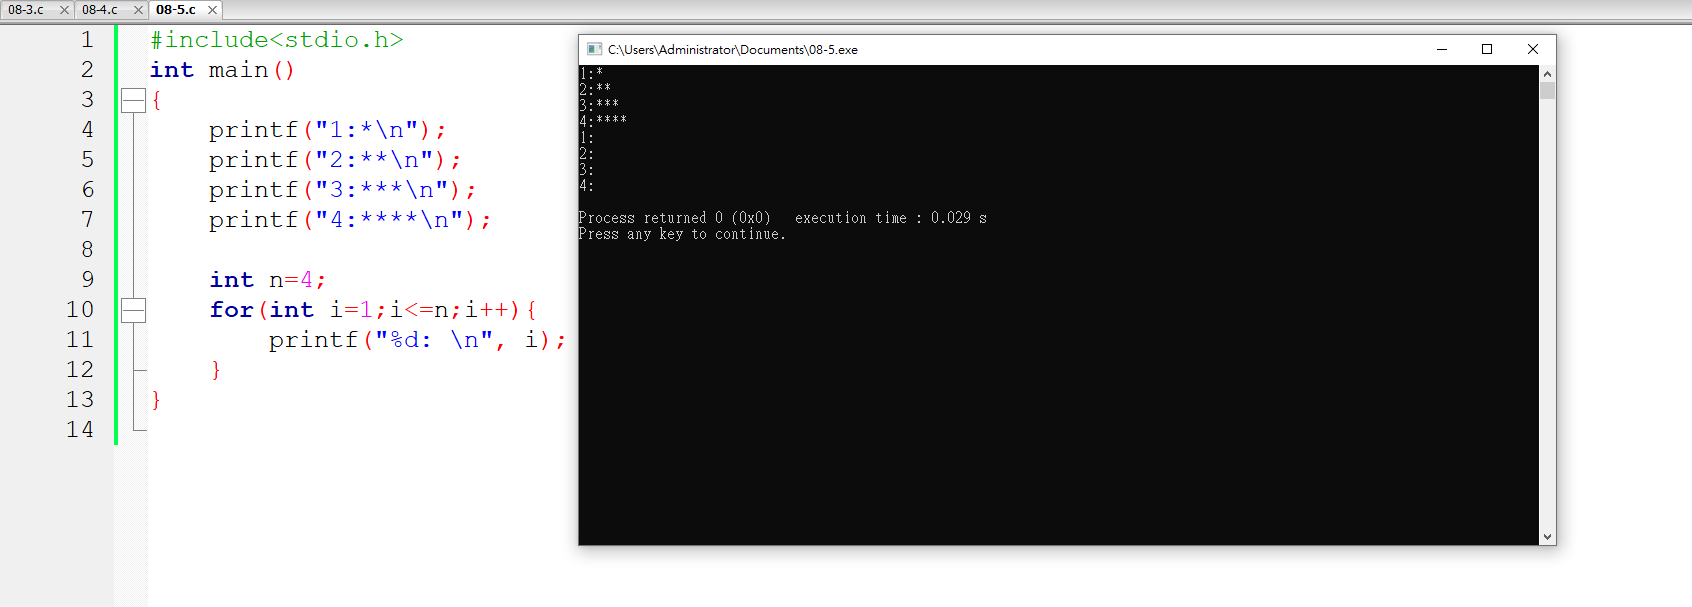 08-3.c
08-4.c
08-5.c
1 #include<stdio.h>
2 int main()
3 {
4 printf("1:*\n");
5 printf("2:**\n");
6 printf("3:***\n");
7 printf("4:****\n");
8
9 int n=4;
10 for(int i=1;i<=n;i++){
11 printf("%d: \n", i);
12 }
13 }
14
C:\Users\Administrator\Documents\08-5.exe
1:*
2:**
3:***
4:****
1:
2:
3:
4:
Process returned 0 (0x0) execution time : 0.029 s
Press any key to continue.